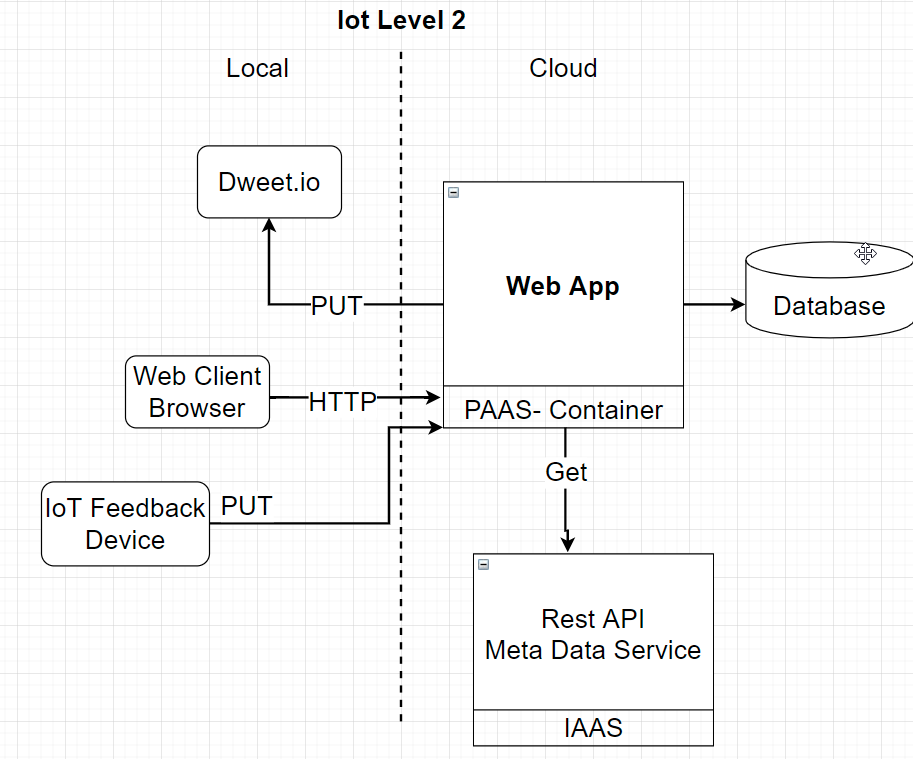 Iot Level 2
Local
Cloud
Dweet.io
Web App
PUT
Database
Web Client
Browser
HTTP
PAAS- Container
Get
IoT Feedback
Device
PUT
Rest API
Meta Data Service
IAAS